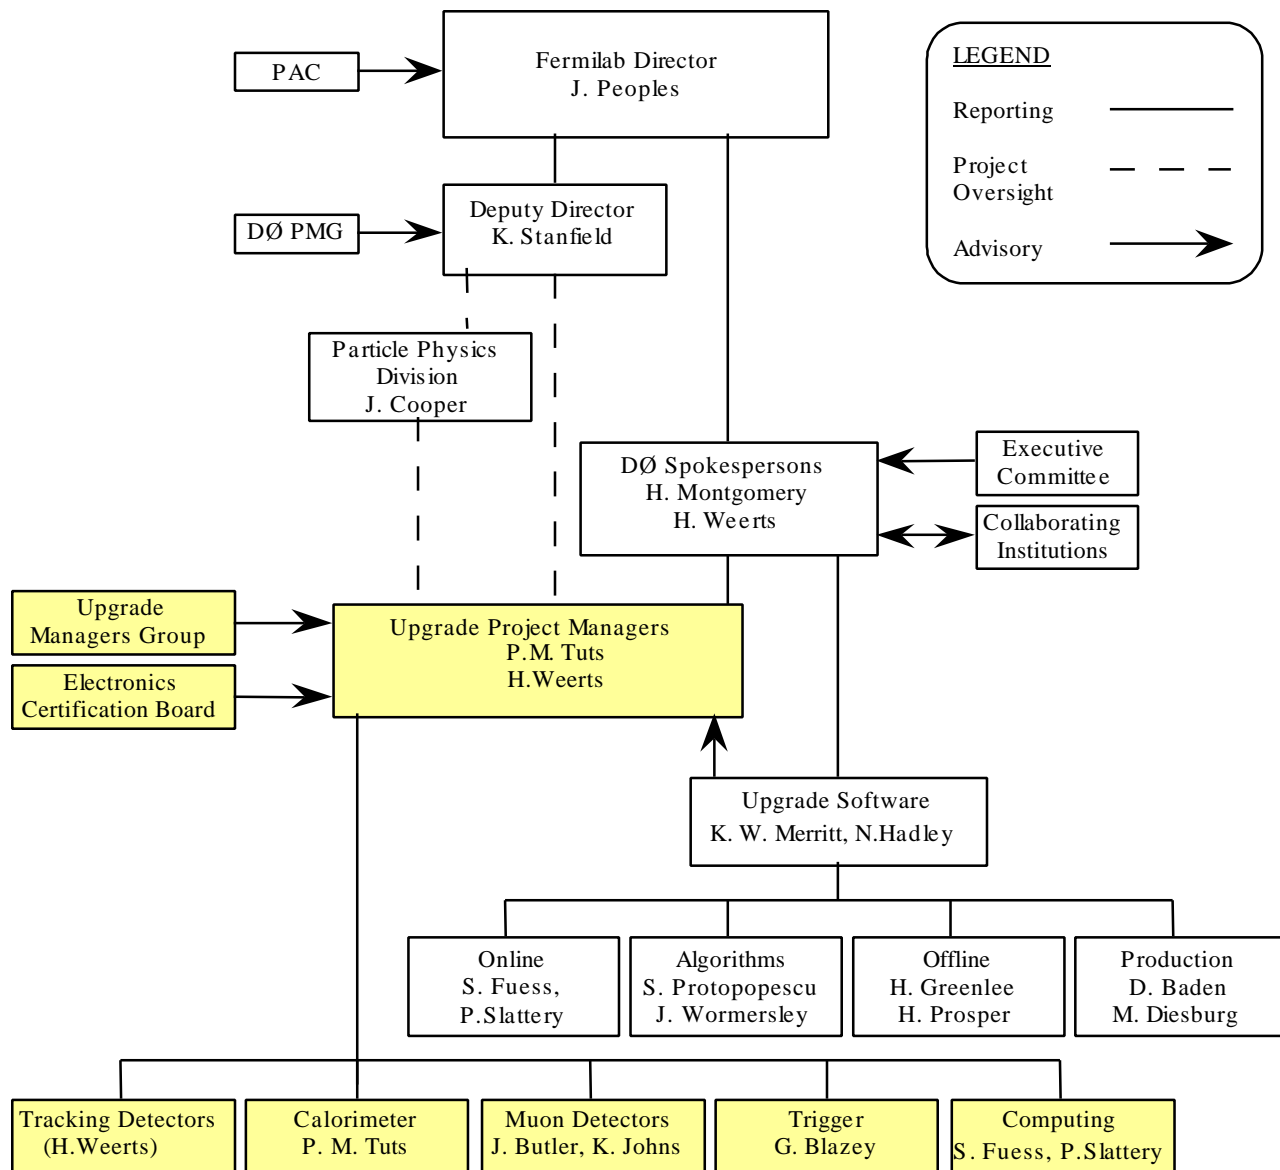 Fermilab Director
J. Peoples
PAC
LEGEND
Reporting
Project
Oversight
Advisory
Deputy Director
K. Stanfield
DØ PMG
Particle Physics
Division
J. Cooper
DØ Spokespersons
H. Montgomery
H. Weerts
Executive
Committee
Collaborating
Institutions
Upgrade
Managers Group
Electronics
Certification Board
Upgrade Project Managers
P.M. Tuts
H.Weerts
Upgrade Software
K. W. Merritt, N.Hadley
Online
S. Fuess,
P.Slattery
Algorithms
S. Protopopescu
J. Wormersley
Offline
H. Greenlee
H. Prosper
Production
D. Baden
M. Diesburg
Tracking Detectors
(H.Weerts)
Calorimeter
P. M. Tuts
Muon Detectors
J. Butler, K. Johns
Trigger
G. Blazey
Computing
S. Fuess, P.Slattery